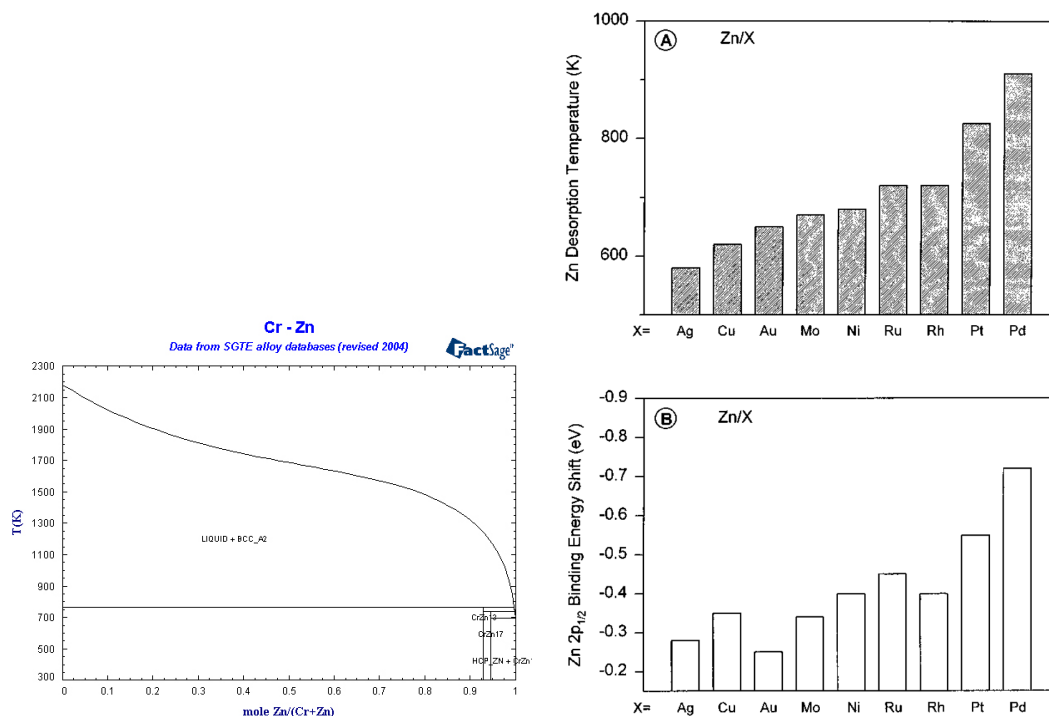 Cr - Zn
Data from SGTE alloy databases (revised 2004)
FactSage™
T(K)
2300
2100
1900
1700
1500
1300
1100
900
700
500
300
LIQUID + BCC_A2
CrZn13
CrZn17
HCP_ZN + CrZn1
0 0.1 0.2 0.3 0.4 0.5 0.6 0.7 0.8 0.9 1
mole Zn/(Cr+Zn)
A Zn/X
Zn Desorption Temperature (K)
1000
800
600
X= Ag Cu Au Mo Ni Ru Rh Pt Pd
B Zn/X
Zn 2p1/2 Binding Energy Shift (eV)
-0.9
-0.8
-0.7
-0.6
-0.5
-0.4
-0.3
-0.2
X= Ag Cu Au Mo Ni Ru Rh Pt Pd